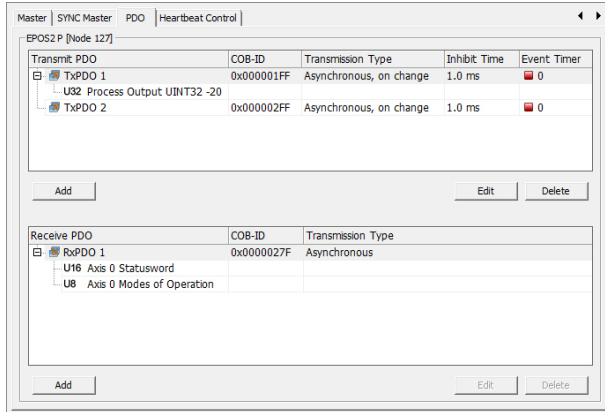 Master SYNC Master PDO Heartbeat Control
EPOS2 P [Node 127]
Transmit PDO COB-ID Transmission Type Inhibit Time Event Timer
TxPDO 1 0x000001FF Asynchronous, on change 1.0 ms 0
U32 Process Output UINT32 -20
TxPDO 2 0x000002FF Asynchronous, on change 1.0 ms 0
Add Edit Delete
Receive PDO COB-ID Transmission Type
RxPDO 1 0x0000027F Asynchronous
U16 Axis 0 Statusword
U8 Axis 0 Modes of Operation
Add Edit Delete